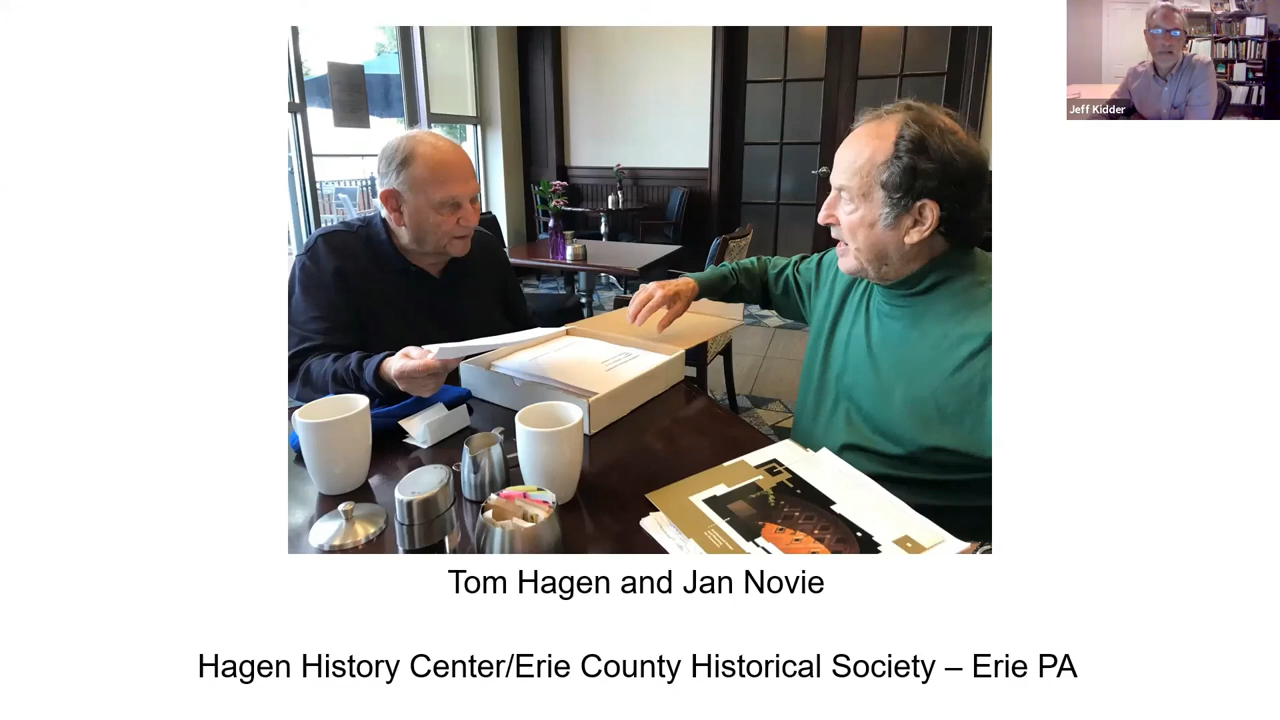 Jeff Kidder
Tom Hagen and Jan Novie
Hagen History Center/Erie County Historical Society – Erie PA